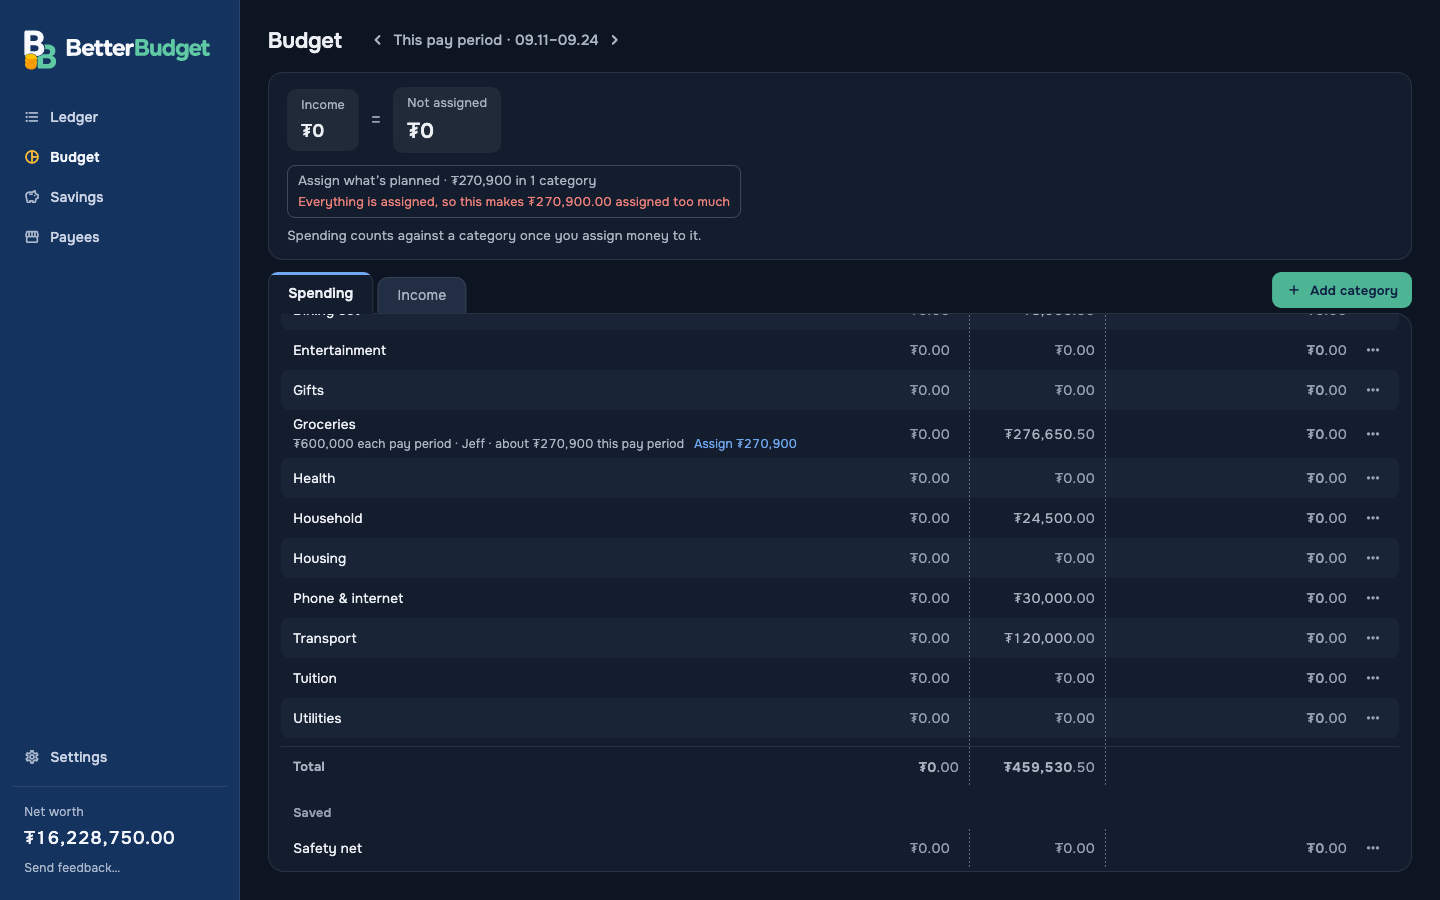 BetterBudget
Ledger
Budget
Savings
Payees
Settings
Net worth
₮16,228,750.00
Send feedback...
Budget
This pay period · 09.11–09.24
Income
₮0
=
Not assigned
₮0
Assign what's planned · ₮270,900 in 1 category
Everything is assigned, so this makes ₮270,900.00 assigned too much
Spending counts against a category once you assign money to it.
Spending
Income
+ Add category
Entertainment ₮0.00 ₮0.00 ₮0.00
Gifts ₮0.00 ₮0.00 ₮0.00
Groceries
₮600,000 each pay period · Jeff · about ₮270,900 this pay period Assign ₮270,900
₮0.00 ₮276,650.50 ₮0.00
Health ₮0.00 ₮0.00 ₮0.00
Household ₮0.00 ₮24,500.00 ₮0.00
Housing ₮0.00 ₮0.00 ₮0.00
Phone & internet ₮0.00 ₮30,000.00 ₮0.00
Transport ₮0.00 ₮120,000.00 ₮0.00
Tuition ₮0.00 ₮0.00 ₮0.00
Utilities ₮0.00 ₮0.00 ₮0.00
Total ₮0.00 ₮459,530.50
Saved
Safety net ₮0.00 ₮0.00 ₮0.00